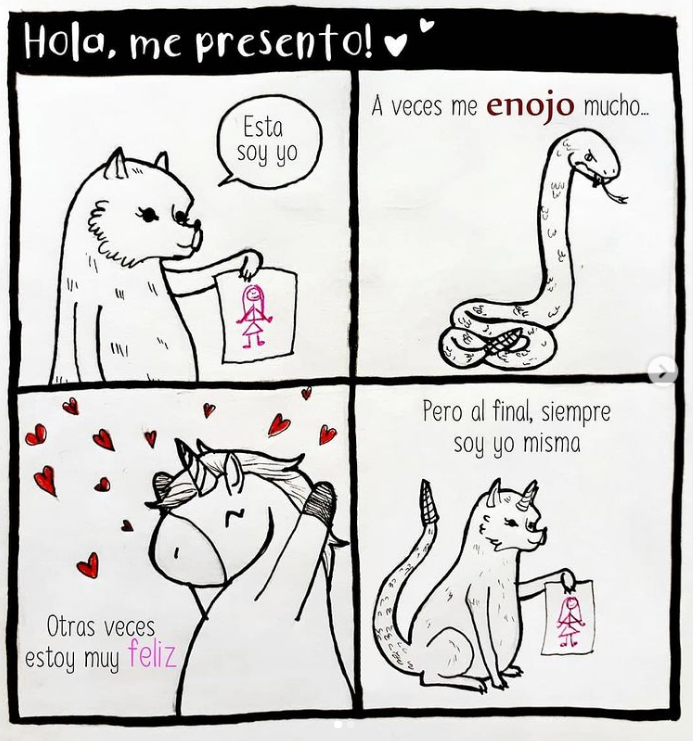 Hola, me presento!
Esta
soy yo
A veces me enojo mucho...
Otras veces
estoy muy feliz
Pero al final, siempre
soy yo misma